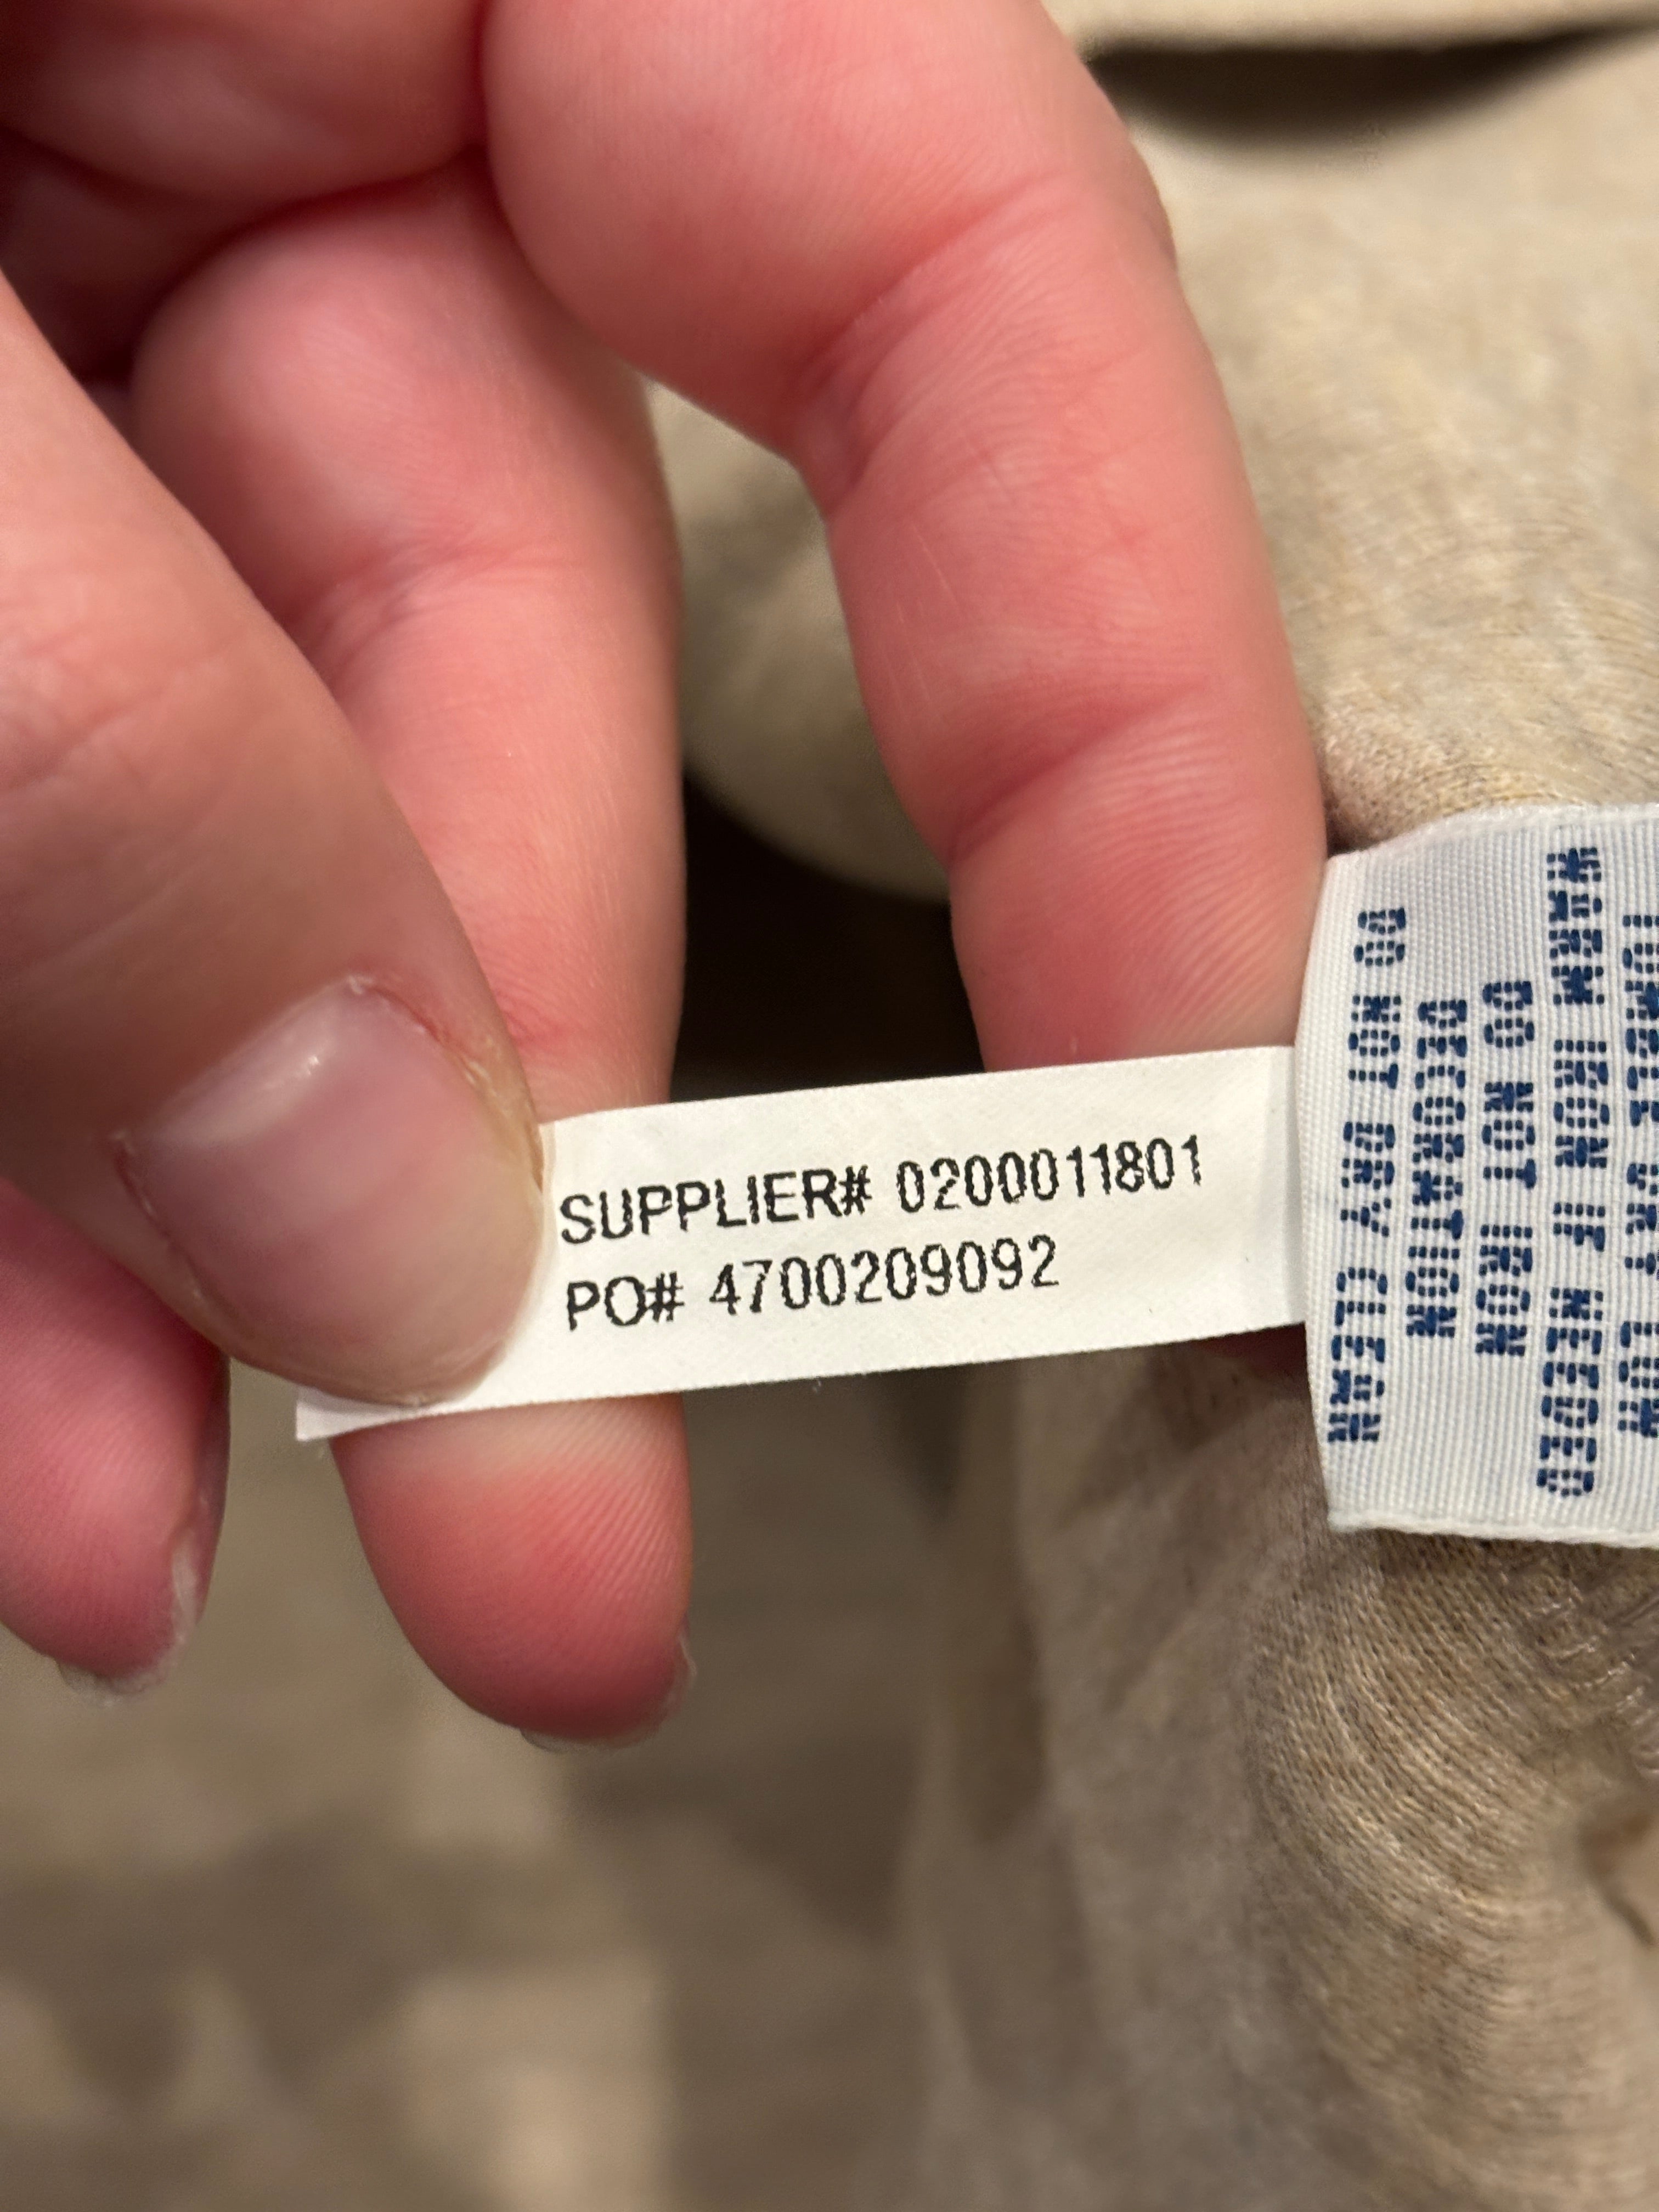 SUPPLIER# 0200011801
PO# 4700209092
TUMBLE DRY LOW
WARM IRON IF NEEDED
DO NOT IRON
DECORATION
DO NOT DRY CLEAN